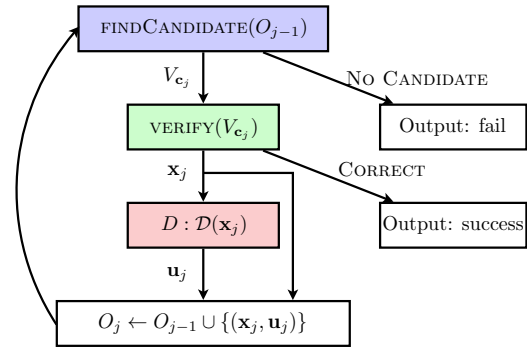 FINDCANDIDATE(O_{j−1})
V_{c_j}
NO CANDIDATE
VERIFY(V_{c_j})
Output: fail
x_j
CORRECT
D : 𝒟(x_j)
Output: success
u_j
O_j ← O_{j−1} ∪ {(x_j, u_j)}